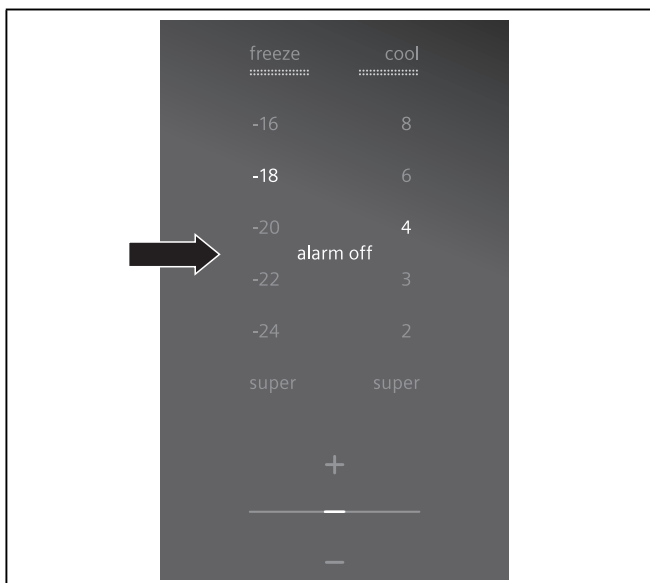 freeze cool
-16 8
-18 6
-20 4
alarm off
-22 3
-24 2
super super
+
−